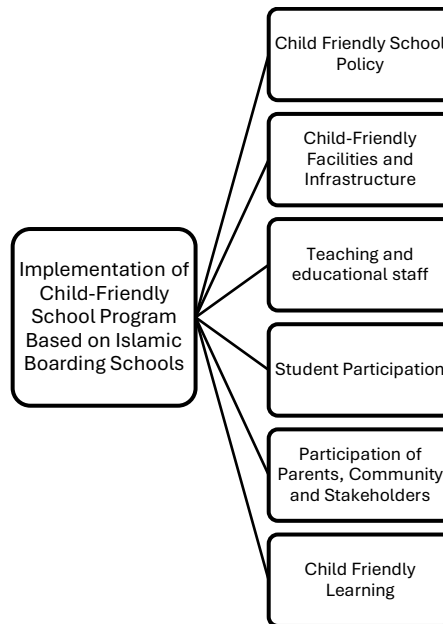 Implementation of
Child-Friendly
School Program
Based on Islamic
Boarding Schools
Child Friendly School
Policy
Child-Friendly
Facilities and
Infrastructure
Teaching and
educational staff
Student Participation
Participation of
Parents, Community
and Stakeholders
Child Friendly
Learning